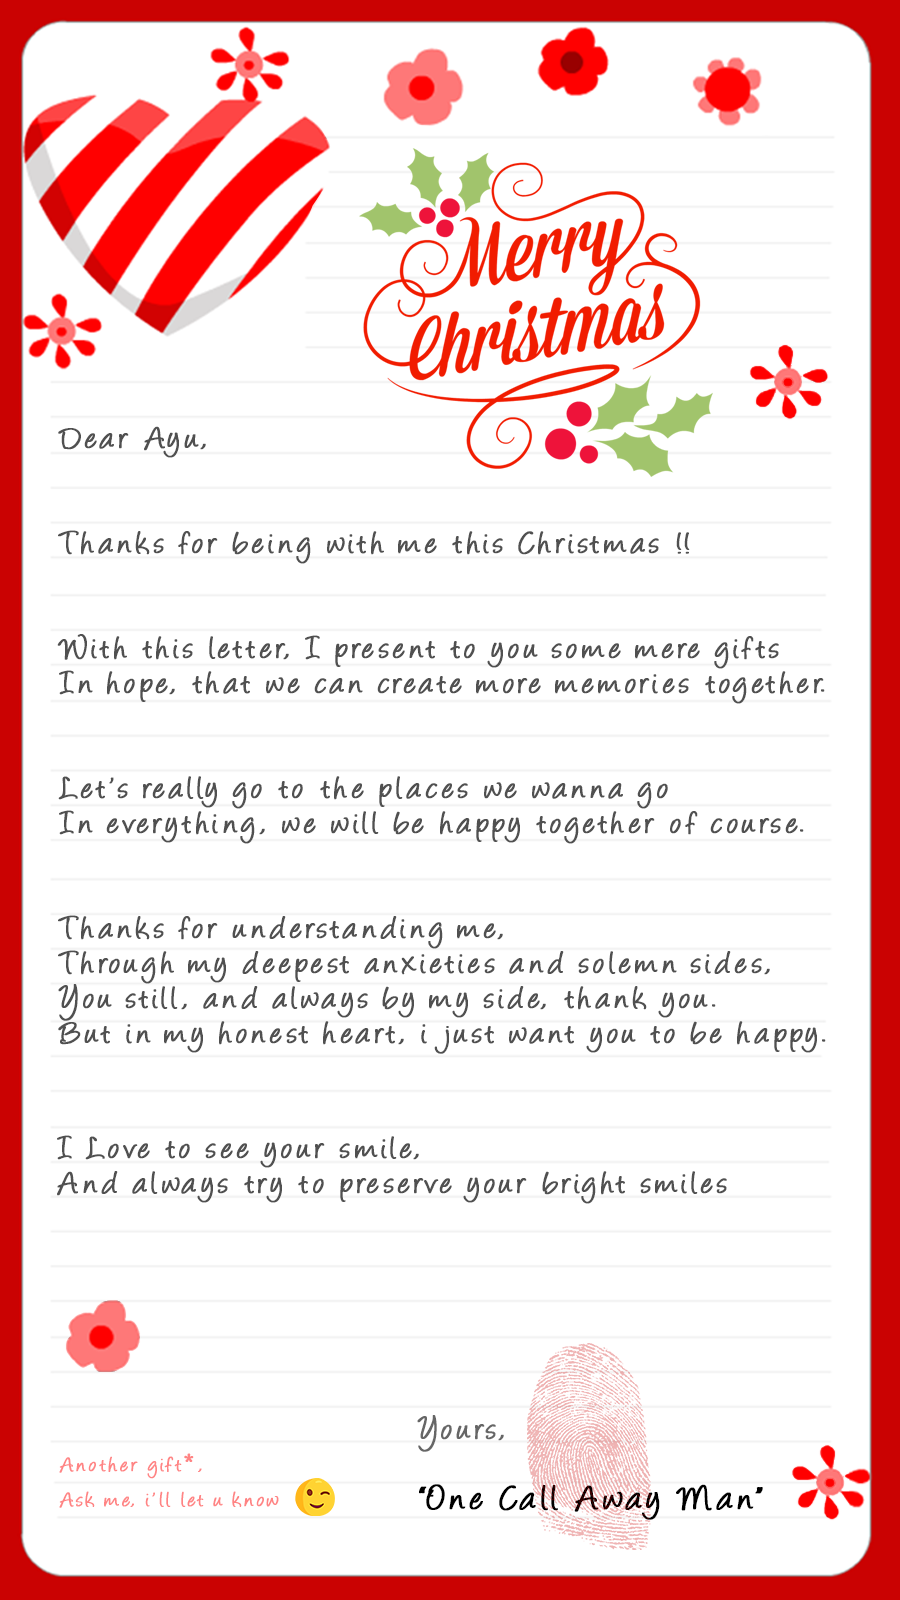 Merry
Christmas
Dear Ayu,
Thanks for being with me this Christmas !!
With this letter, I present to you some mere gifts
In hope, that we can create more memories together.
Let's really go to the places we wanna go
In everything, we will be happy together of course.
Thanks for understanding me,
Through my deepest anxieties and solemn sides,
You still, and always by my side, thank you.
But in my honest heart, i just want you to be happy.
I Love to see your smile,
And always try to preserve your bright smiles
Yours,
"One Call Away Man"
Another gift*,
Ask me, i'll let u know